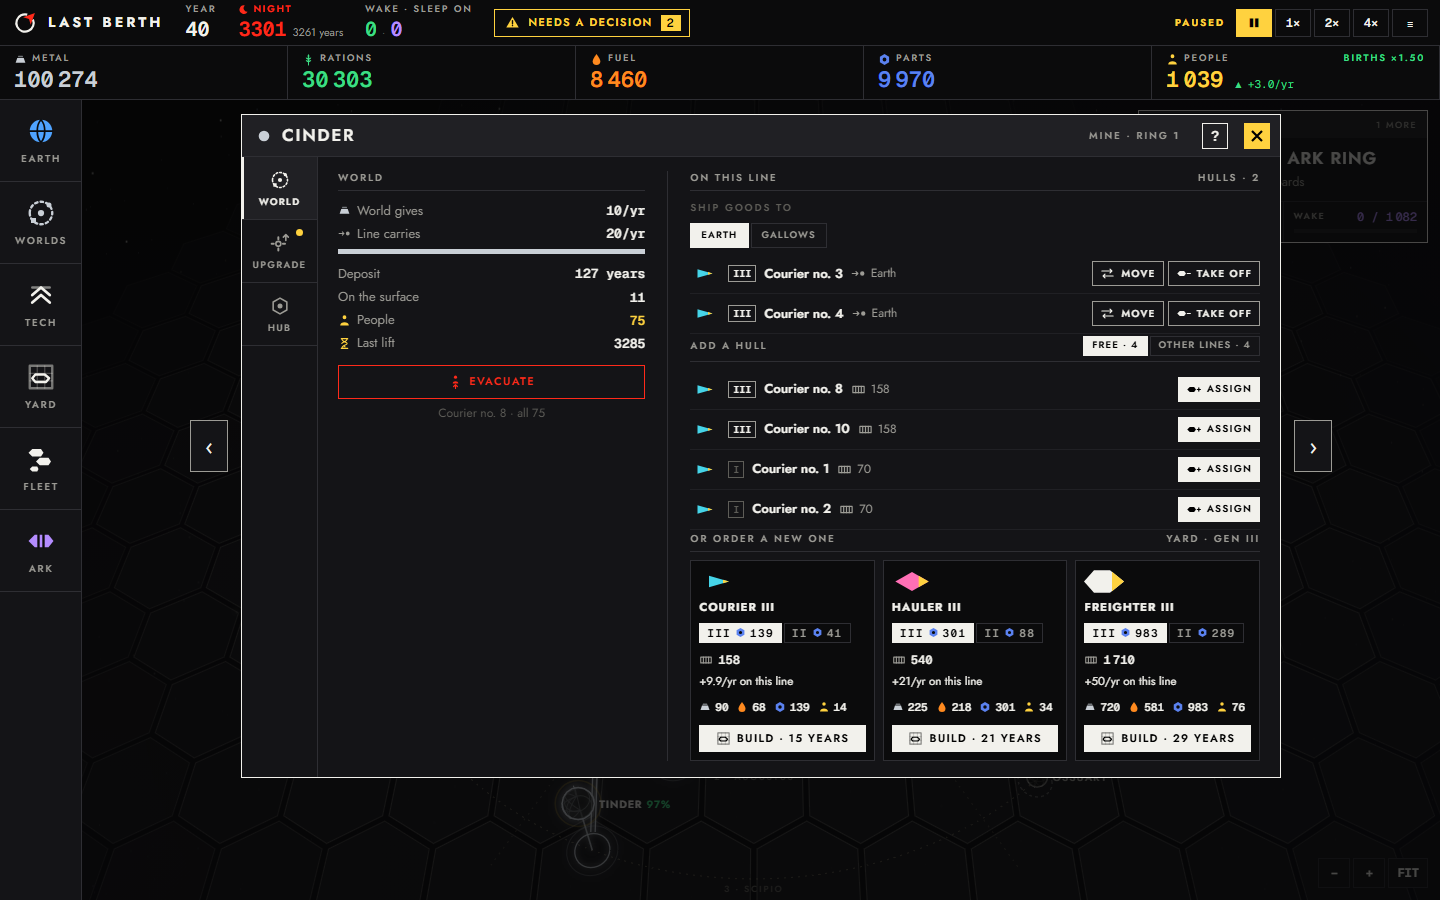 LAST BERTH
YEAR
40
NIGHT
3301 3261 years
WAKE · SLEEP ON
0 · 0
NEEDS A DECISION 2
PAUSED
1×
2×
4×
≡
METAL
100 274
RATIONS
30 303
FUEL
8 460
PARTS
9 970
PEOPLE
BIRTHS ×1.50
1 039 ▲ +3.0/yr
EARTH
WORLDS
TECH
YARD
FLEET
ARK
CINDER
MINE · RING 1
?
WORLD
UPGRADE
HUB
WORLD
World gives 10/yr
Line carries 20/yr
Deposit 127 years
On the surface 11
People 75
Last lift 3285
EVACUATE
Courier no. 8 · all 75
ON THIS LINE HULLS · 2
SHIP GOODS TO
EARTH GALLOWS
III Courier no. 3 Earth MOVE TAKE OFF
III Courier no. 4 Earth MOVE TAKE OFF
ADD A HULL FREE · 4 OTHER LINES · 4
III Courier no. 8 158 ASSIGN
III Courier no. 10 158 ASSIGN
I Courier no. 1 70 ASSIGN
I Courier no. 2 70 ASSIGN
OR ORDER A NEW ONE YARD · GEN III
COURIER III
III 139 II 41
158
+9.9/yr on this line
90 68 139 14
BUILD · 15 YEARS
HAULER III
III 301 II 88
540
+21/yr on this line
225 218 301 34
BUILD · 21 YEARS
FREIGHTER III
III 983 II 289
1 710
+50/yr on this line
720 581 983 76
BUILD · 29 YEARS
1 MORE
ARK RING
ards
WAKE 0 / 1 082
TINDER 97%
3 · SCIPIO
− + FIT